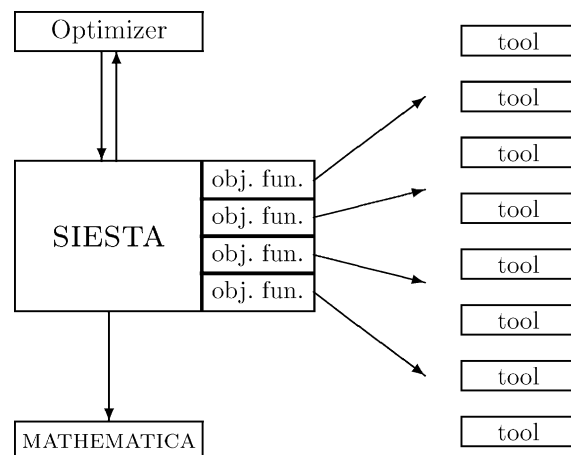 Optimizer
SIESTA
obj. fun.
obj. fun.
obj. fun.
obj. fun.
MATHEMATICA
tool
tool
tool
tool
tool
tool
tool
tool